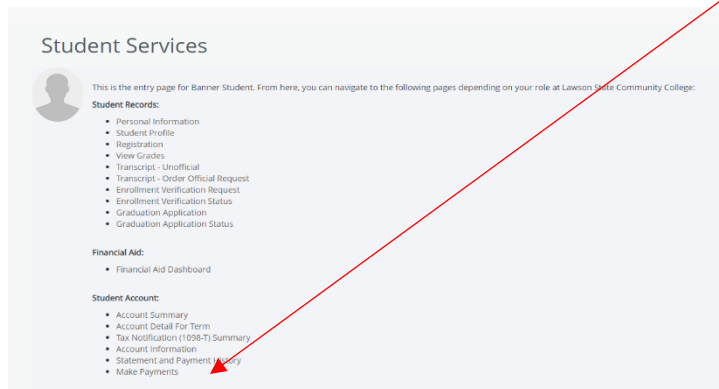 Student Services
This is the entry page for Banner Student. From here, you can navigate to the following pages depending on your role at Lawson State Community College:
Student Records:
• Personal Information
• Student Profile
• Registration
• View Grades
• Transcript - Unofficial
• Transcript - Order Official Request
• Enrollment Verification Request
• Enrollment Verification Status
• Graduation Application
• Graduation Application Status
Financial Aid:
• Financial Aid Dashboard
Student Account:
• Account Summary
• Account Detail For Term
• Tax Notification (1098-T) Summary
• Account Information
• Statement and Payment History
• Make Payments